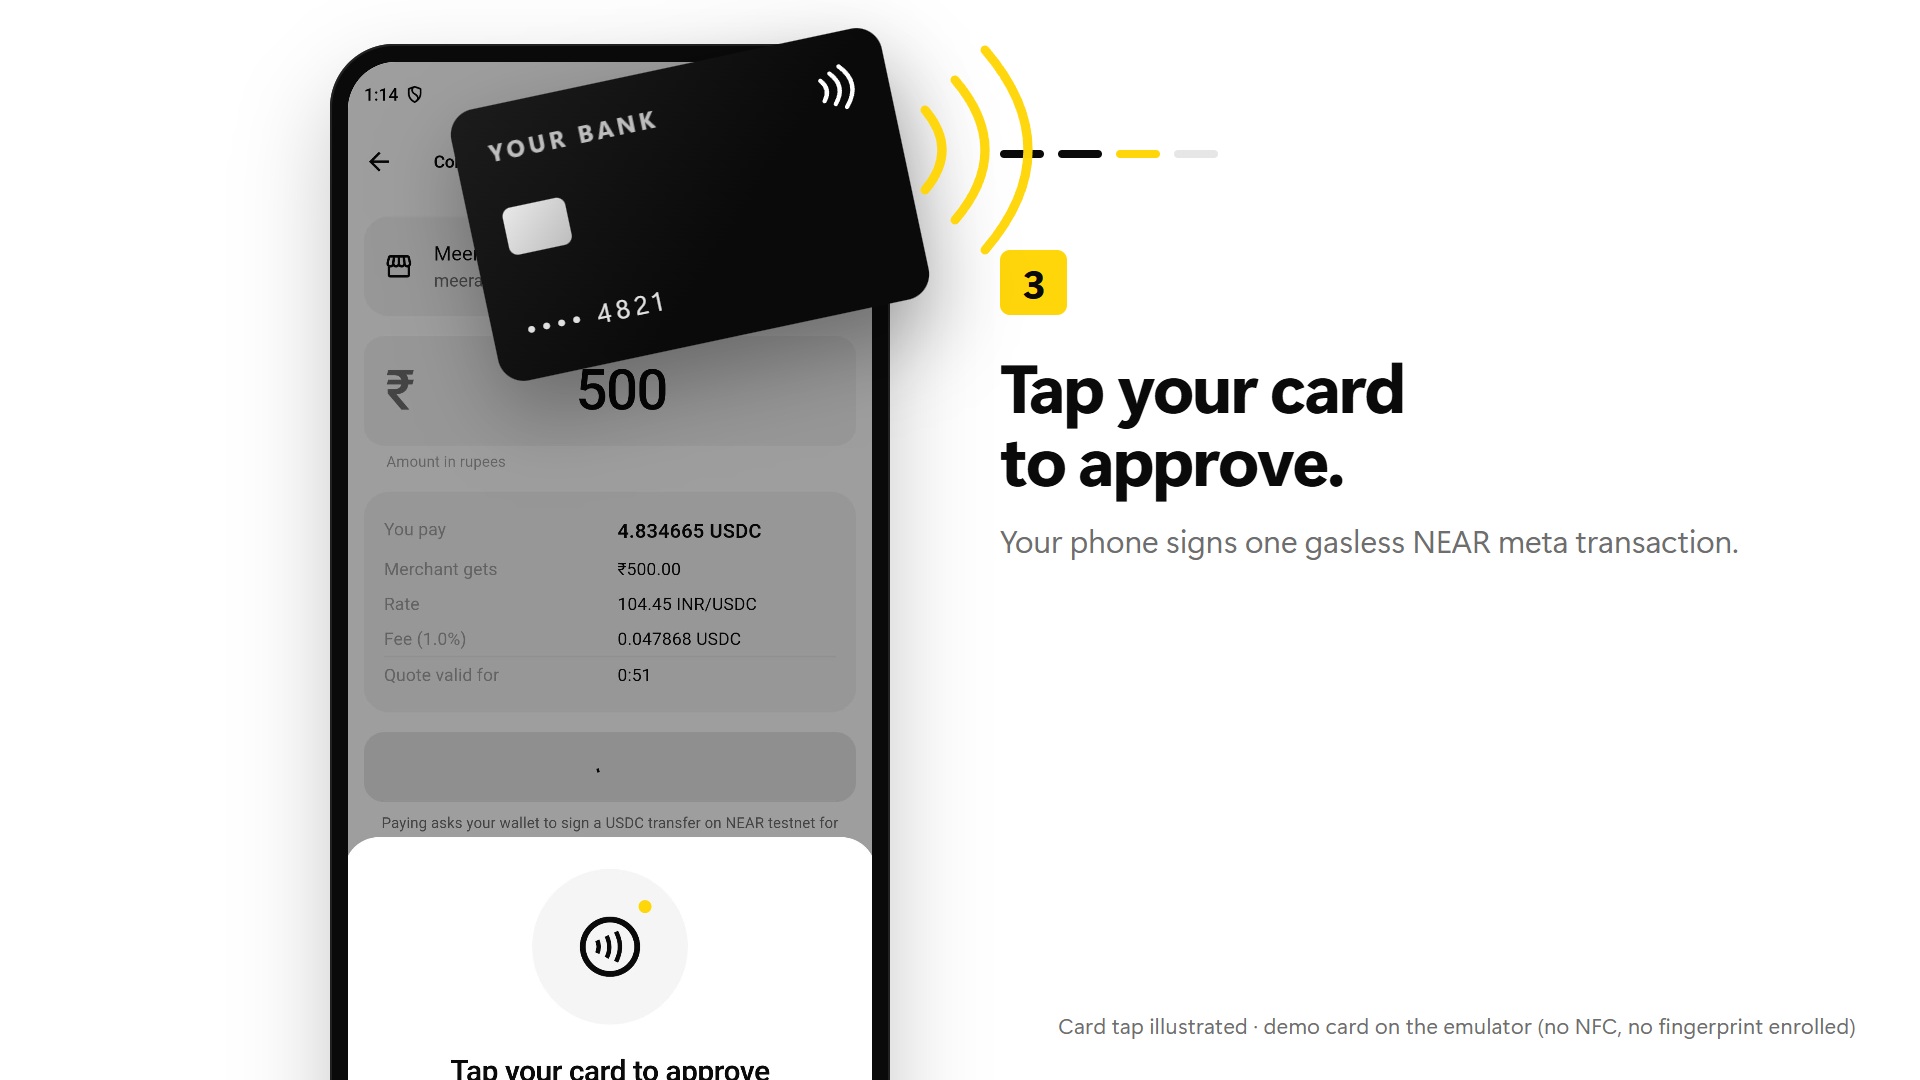 1:14
YOUR BANK
•••• 4821
₹
500
Amount in rupees
You pay 4.834665 USDC
Merchant gets ₹500.00
Rate 104.45 INR/USDC
Fee (1.0%) 0.047868 USDC
Quote valid for 0:51
Paying asks your wallet to sign a USDC transfer on NEAR testnet for
Tap your card to approve
3
Tap your card
to approve.
Your phone signs one gasless NEAR meta transaction.
Card tap illustrated · demo card on the emulator (no NFC, no fingerprint enrolled)